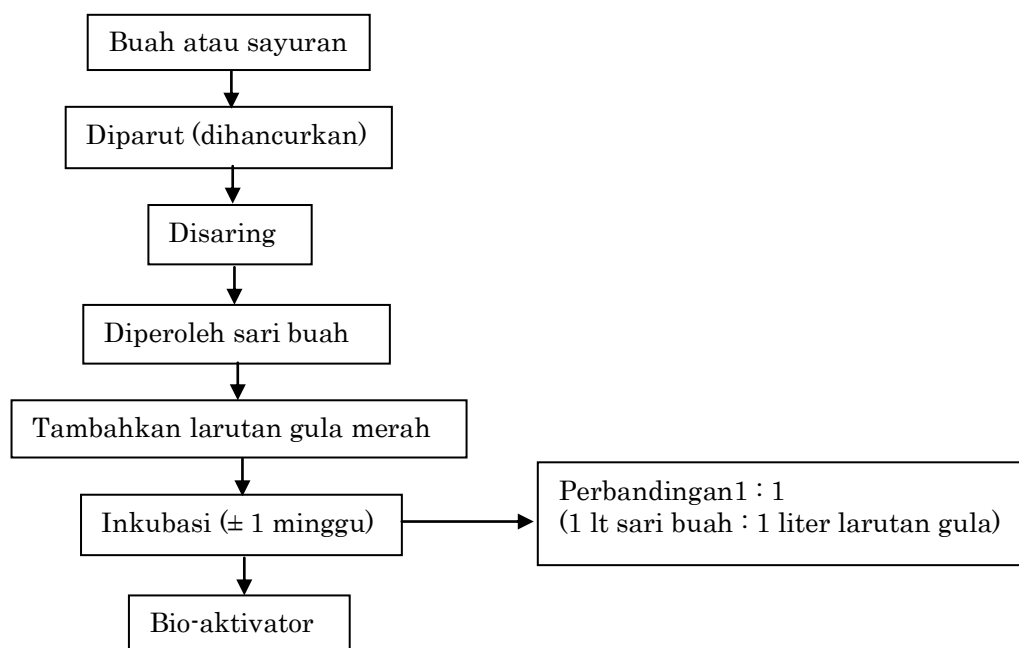 Buah atau sayuran
Diparut (dihancurkan)
Disaring
Diperoleh sari buah
Tambahkan larutan gula merah
Inkubasi (± 1 minggu)
Perbandingan1 : 1
(1 lt sari buah : 1 liter larutan gula)
Bio-aktivator